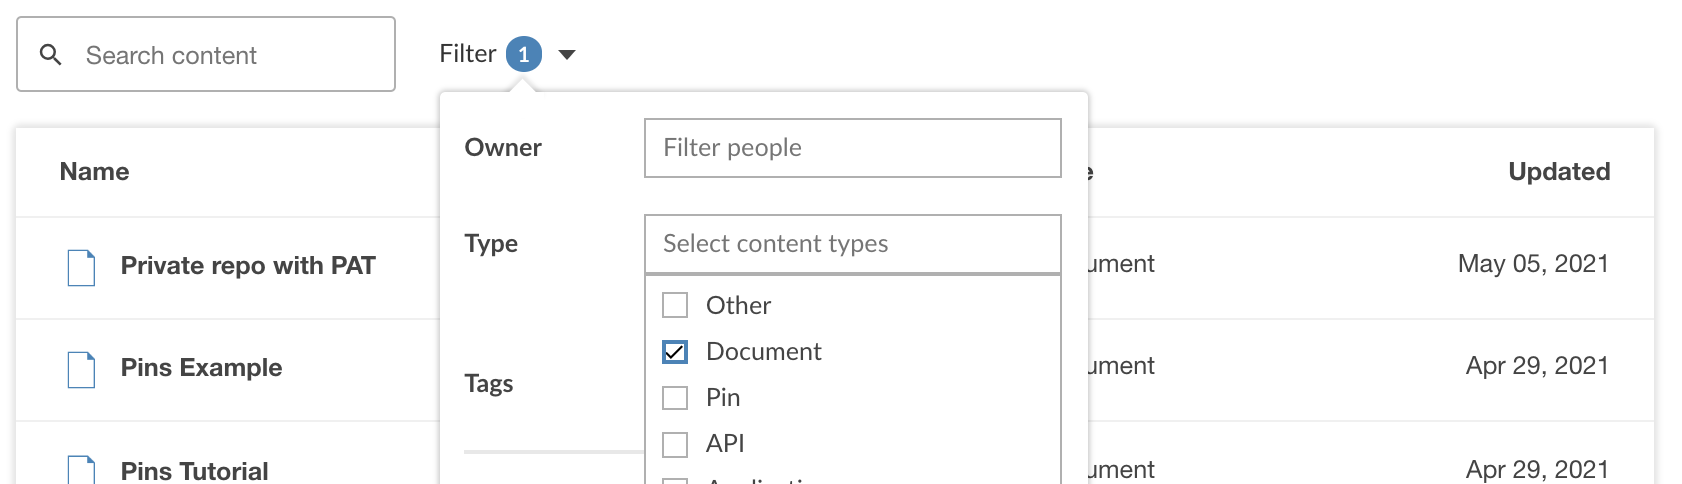 Search content
Filter 1
Owner
Filter people
Name
Updated
Type
Select content types
Private repo with PAT
ument
May 05, 2021
Other
Document
Pins Example
ument
Apr 29, 2021
Tags
Pin
API
Pins Tutorial
ument
Apr 29, 2021